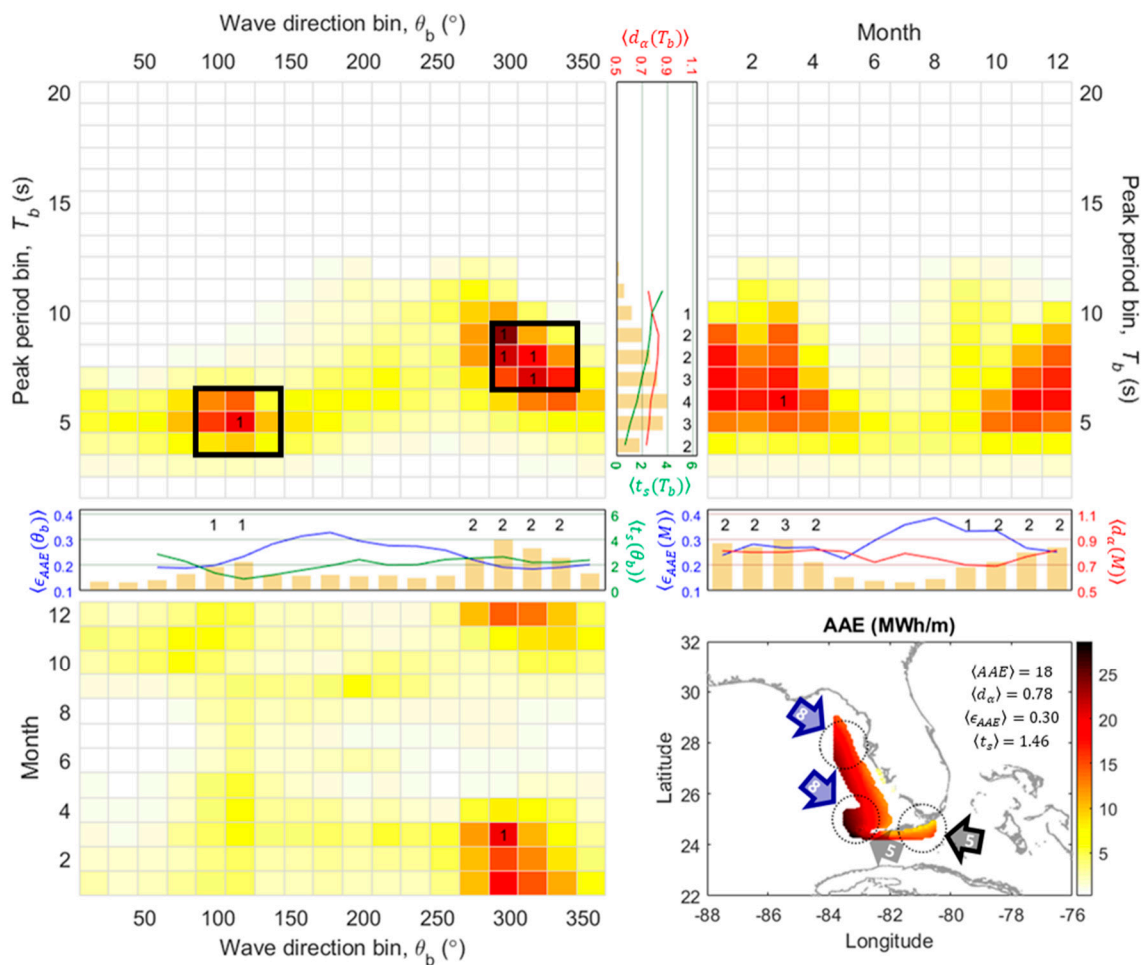 Wave direction bin, θb (°)
50 100 150 200 250 300 350
⟨dα(Tb)⟩
0.5 0.7 0.9 1.1
Month
2 4 6 8 10 12
20
15
10
5
Peak period bin, Tb (s)
1
1 1
1
1
1
2
2
3
4
3
2
0 2 4 6
⟨ts(Tb)⟩
1
20
15
10
5
Peak period bin, Tb (s)
⟨ϵAAE(θb)⟩
0.4
0.3
0.2
0.1
1 1 2 2 2 2
6
4
2
0
⟨ts(θb)⟩
⟨ϵAAE(M)⟩
0.4
0.3
0.2
0.1
2 2 3 2 1 2 2 2
1.1
0.9
0.7
0.5
⟨dα(M)⟩
12
10
8
6
4
2
Month
1
50 100 150 200 250 300 350
Wave direction bin, θb (°)
AAE (MWh/m)
32
30
28
26
24
22
Latitude
⟨AAE⟩ = 18
⟨dα⟩ = 0.78
⟨ϵAAE⟩ = 0.30
⟨ts⟩ = 1.46
8
8
5
5
25
20
15
10
5
-88 -86 -84 -82 -80 -78 -76
Longitude